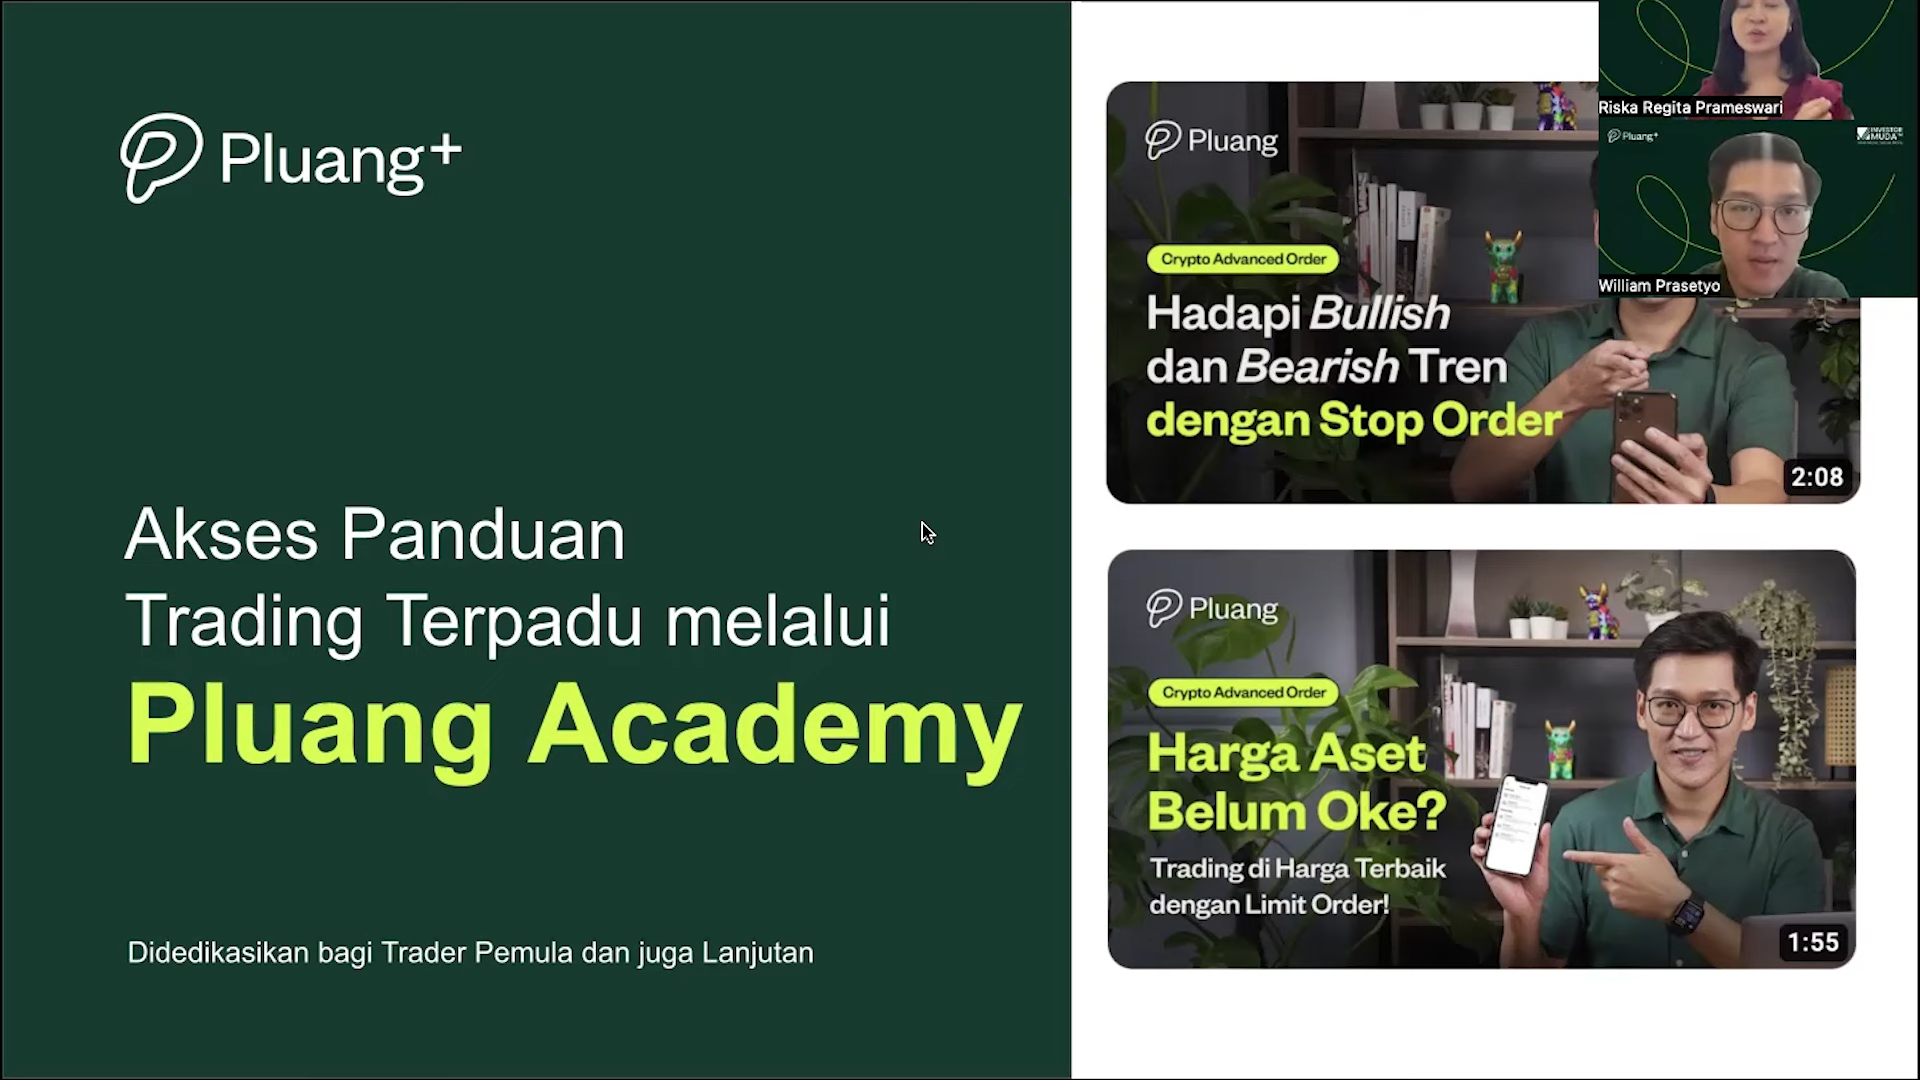 Pluang+
Akses Panduan
Trading Terpadu melalui
Pluang Academy
Didedikasikan bagi Trader Pemula dan juga Lanjutan
Pluang
Crypto Advanced Order
Hadapi Bullish
dan Bearish Tren
dengan Stop Order
2:08
Pluang
Crypto Advanced Order
Harga Aset
Belum Oke?
Trading di Harga Terbaik
dengan Limit Order!
1:55
Riska Regita Prameswari
Pluang+
INVESTOR
MUDA
William Prasetyo